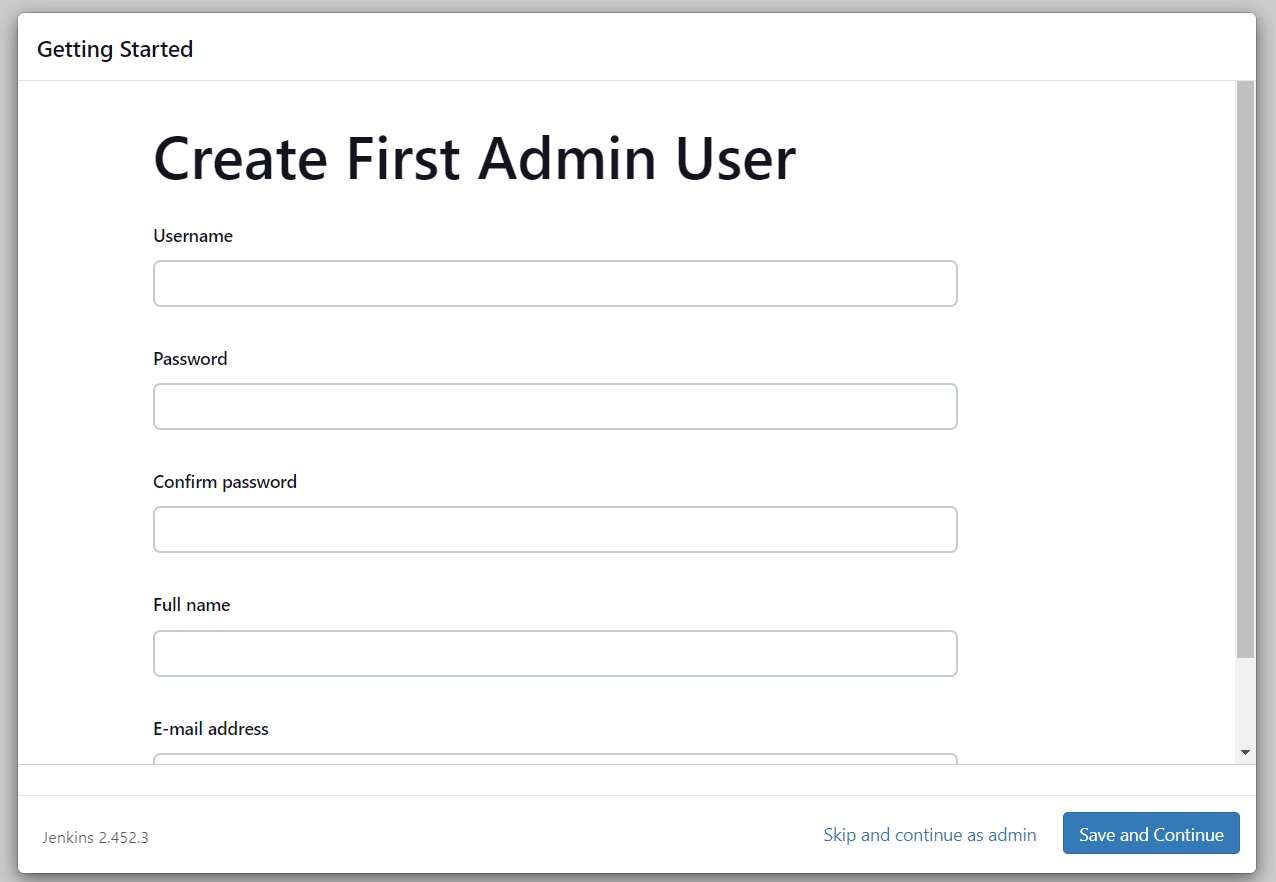 Getting Started
Create First Admin User
Username
Password
Confirm password
Full name
E-mail address
Jenkins 2.452.3
Skip and continue as admin
Save and Continue